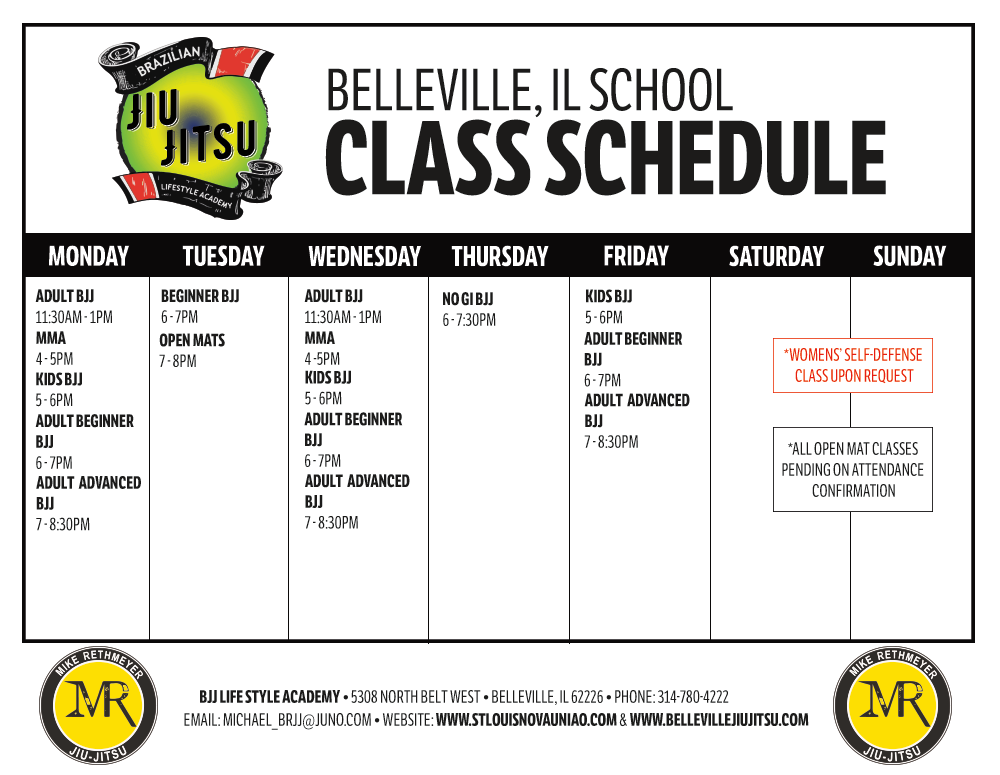 BRAZILIAN
JIU
JITSU
LIFESTYLE ACADEMY
BELLEVILLE, IL SCHOOL
CLASS SCHEDULE
MONDAY
TUESDAY
WEDNESDAY
THURSDAY
FRIDAY
SATURDAY
SUNDAY
ADULT BJJ
11:30AM - 1PM
MMA
4 - 5PM
KIDS BJJ
5 - 6PM
ADULT BEGINNER
BJJ
6 - 7PM
ADULT ADVANCED
BJJ
7 - 8:30PM
BEGINNER BJJ
6 - 7PM
OPEN MATS
7 - 8PM
ADULT BJJ
11:30AM - 1PM
MMA
4 -5PM
KIDS BJJ
5 - 6PM
ADULT BEGINNER
BJJ
6 - 7PM
ADULT ADVANCED
BJJ
7 - 8:30PM
NO GI BJJ
6 - 7:30PM
KIDS BJJ
5 - 6PM
ADULT BEGINNER
BJJ
6 - 7PM
ADULT ADVANCED
BJJ
7 - 8:30PM
*WOMENS' SELF-DEFENSE
CLASS UPON REQUEST
*ALL OPEN MAT CLASSES
PENDING ON ATTENDANCE
CONFIRMATION
MIKE RETHMEYER
MR
JIU-JITSU
BJJ LIFE STYLE ACADEMY • 5308 NORTH BELT WEST • BELLEVILLE, IL 62226 • PHONE: 314-780-4222
EMAIL: MICHAEL_BRJJ@JUNO.COM • WEBSITE: WWW.STLOUISNOVAUNIAO.COM & WWW.BELLEVILLEJIUJITSU.COM
MIKE RETHMEYER
MR
JIU-JITSU